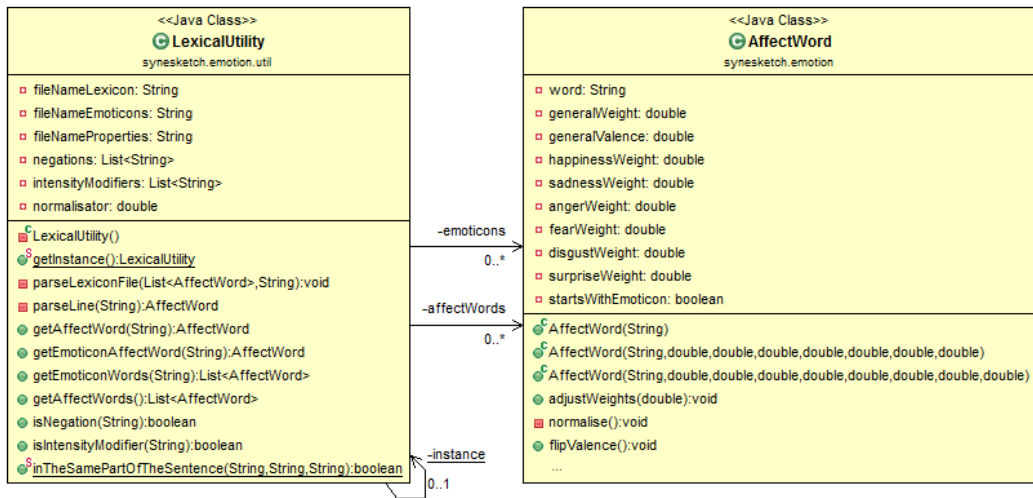 <<Java Class>>
LexicalUtility
synesketch.emotion.util
fileNameLexicon: String
fileNameEmoticons: String
fileNameProperties: String
negations: List<String>
intensityModifiers: List<String>
normalisator: double
LexicalUtility()
getInstance():LexicalUtility
parseLexiconFile(List<AffectWord>,String):void
parseLine(String):AffectWord
getAffectWord(String):AffectWord
getEmoticonAffectWord(String):AffectWord
getEmoticonWords(String):List<AffectWord>
getAffectWords():List<AffectWord>
isNegation(String):boolean
isIntensityModifier(String):boolean
inTheSamePartOfTheSentence(String,String,String):boolean
-emoticons
0..*
-affectWords
0..*
-instance
0..1
<<Java Class>>
AffectWord
synesketch.emotion
word: String
generalWeight: double
generalValence: double
happinessWeight: double
sadnessWeight: double
angerWeight: double
fearWeight: double
disgustWeight: double
surpriseWeight: double
startsWithEmoticon: boolean
AffectWord(String)
AffectWord(String,double,double,double,double,double,double,double)
AffectWord(String,double,double,double,double,double,double,double,double)
adjustWeights(double):void
normalise():void
flipValence():void
...